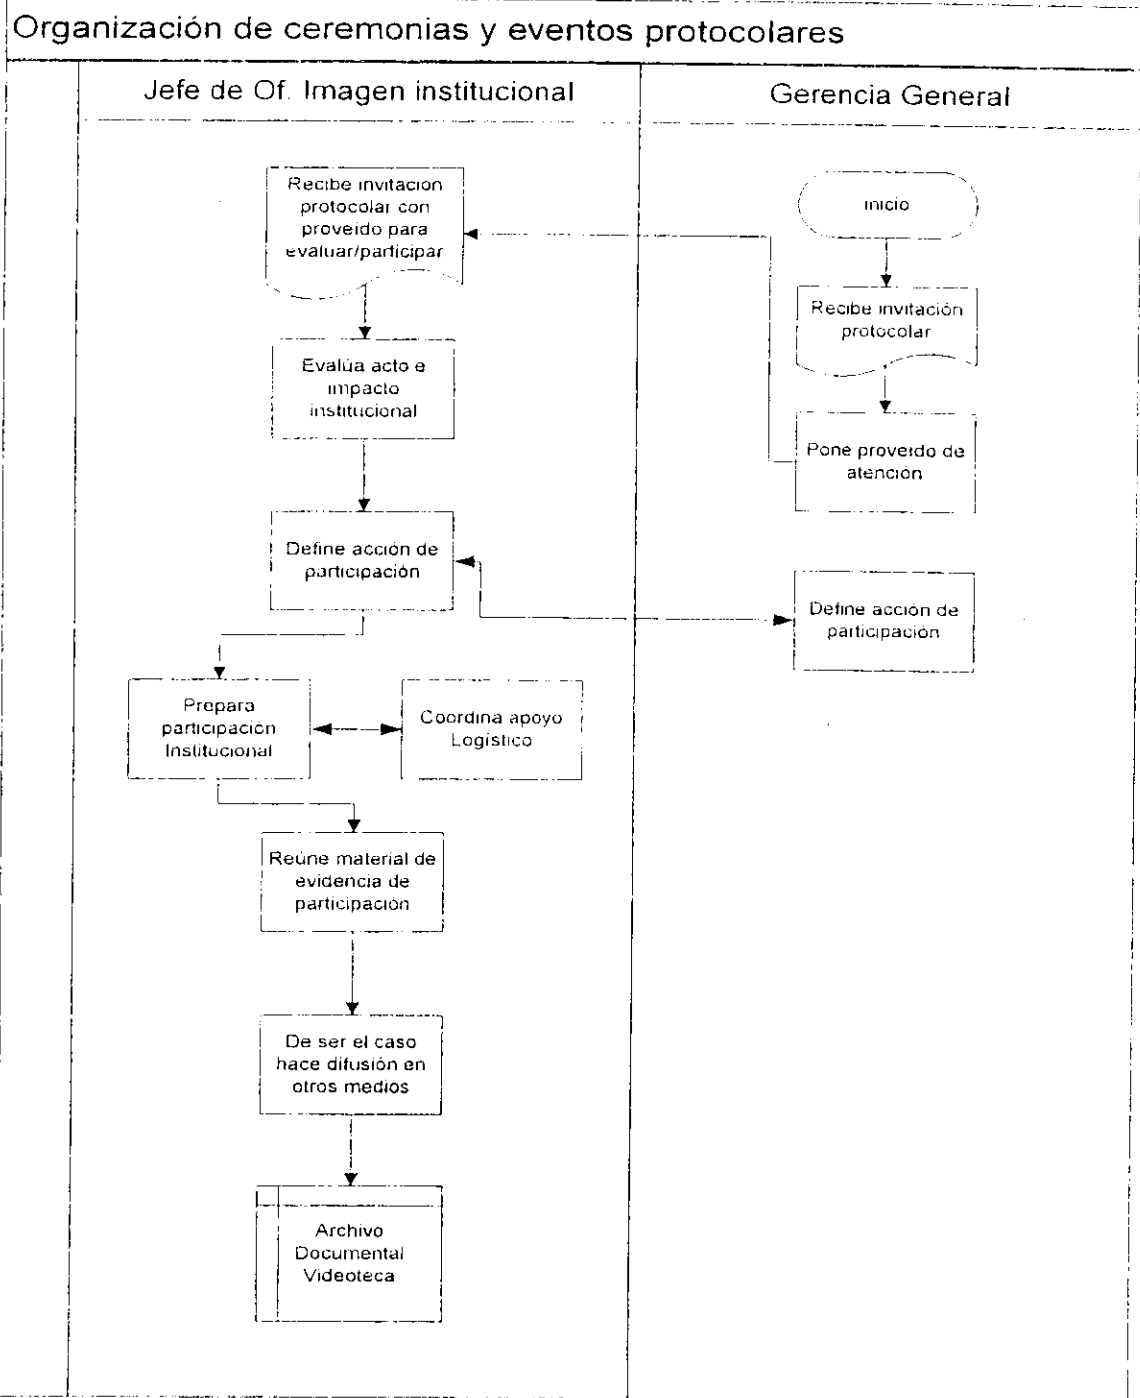 Organización de ceremonias y eventos protocolares
Jefe de Of. Imagen institucional
Gerencia General
Recibe invitación
protocolar con
proveido para
evaluar/participar
inicio
Recibe invitación
protocolar
Evalúa acto e
impacto
institucional
Pone proveido de
atención
Define acción de
participación
Define acción de
participación
Prepara
participación
Institucional
Coordina apoyo
Logístico
Reúne material de
evidencia de
participación
De ser el caso
hace difusión en
otros medios
Archivo
Documental
Videoteca